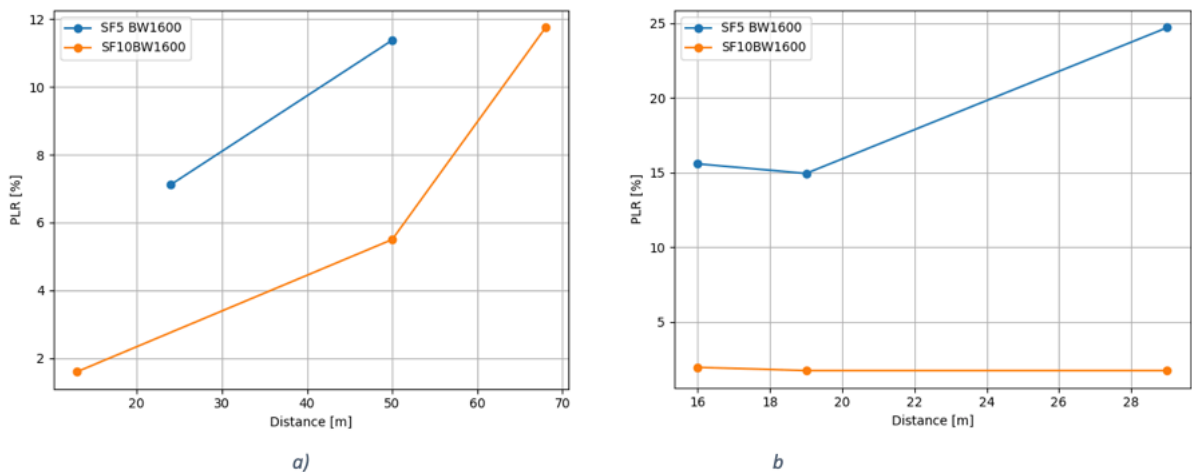 SF5 BW1600
SF10BW1600
12
10
8
6
4
2
PLR [%]
20 30 40 50 60 70
Distance [m]
a)
SF5 BW1600
SF10BW1600
25
20
15
10
5
PLR [%]
16 18 20 22 24 26 28
Distance [m]
b